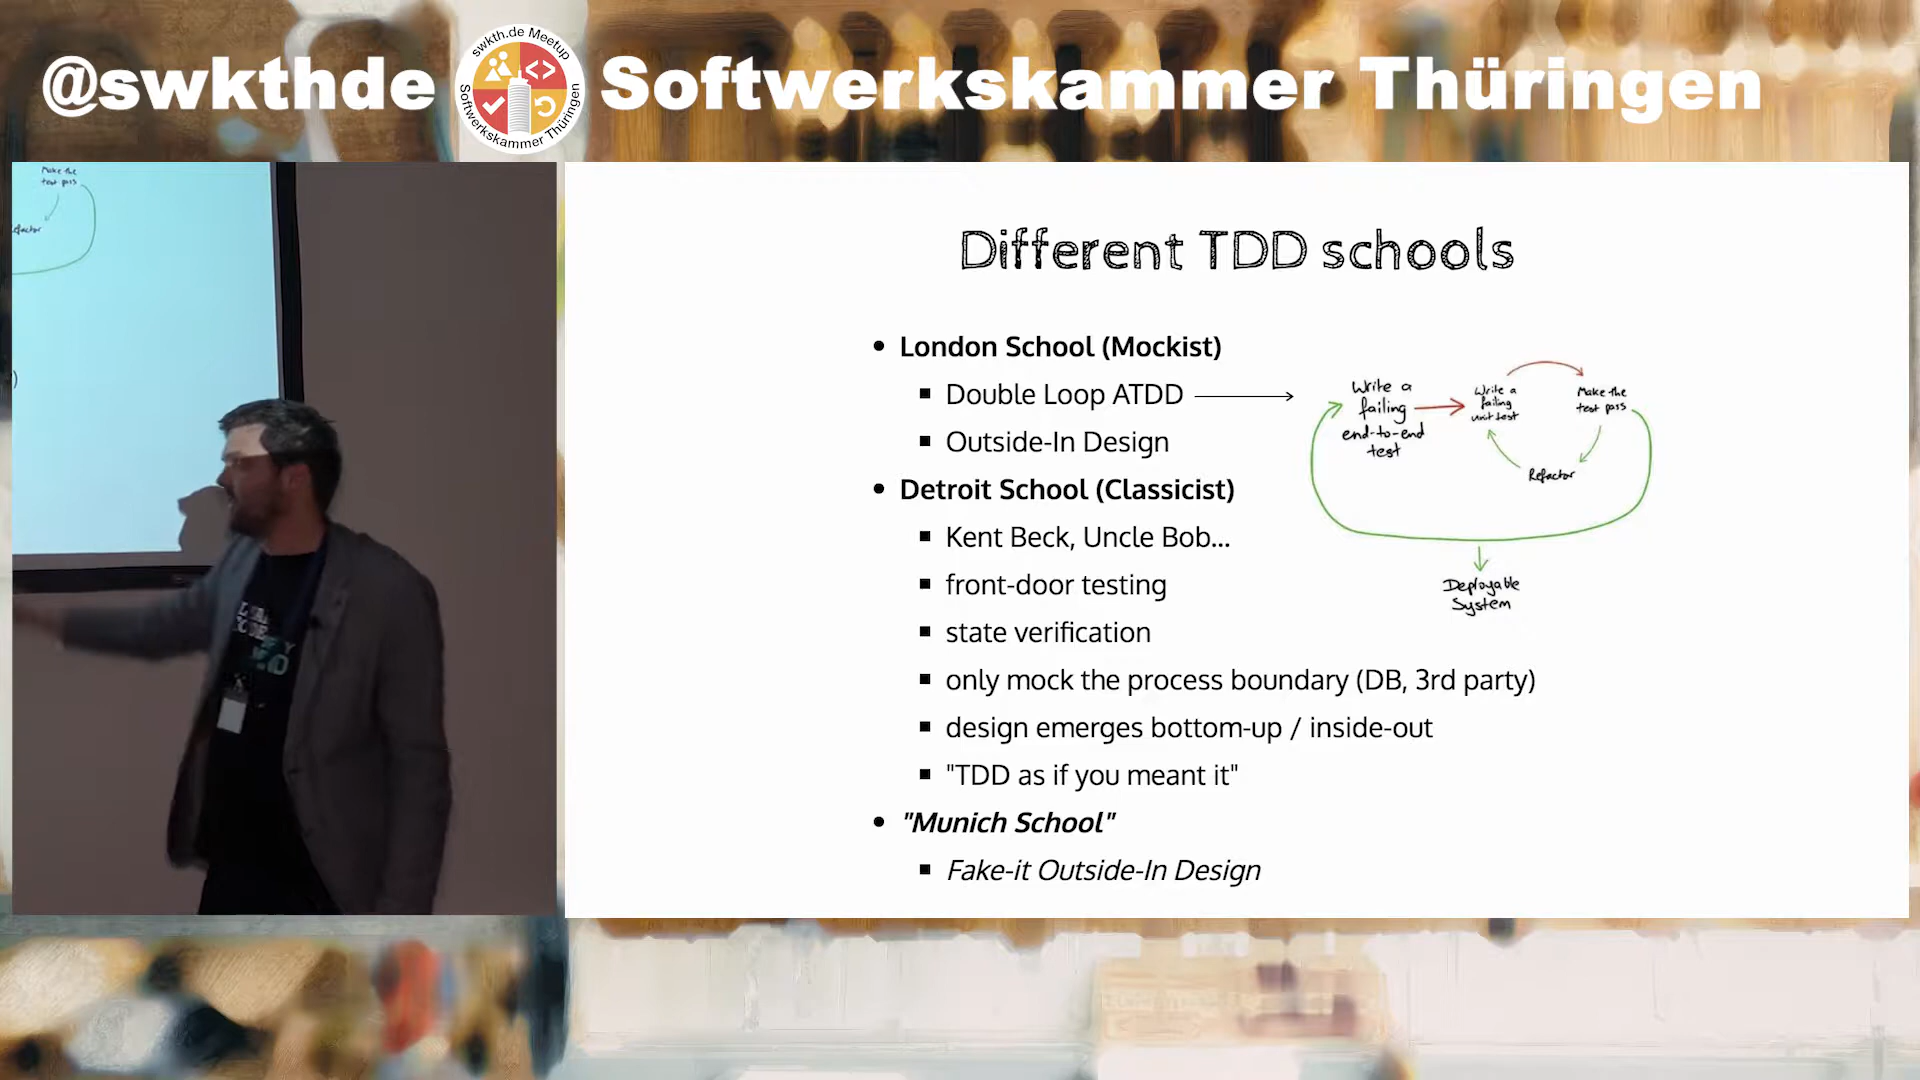 @swkthde
swkth.de Meetup
Softwerkskammer Thüringen
Softwerkskammer Thüringen
Make the
test pass
Different TDD schools
• London School (Mockist)
▪ Double Loop ATDD
▪ Outside-In Design
• Detroit School (Classicist)
▪ Kent Beck, Uncle Bob...
▪ front-door testing
▪ state verification
▪ only mock the process boundary (DB, 3rd party)
▪ design emerges bottom-up / inside-out
▪ "TDD as if you meant it"
• "Munich School"
▪ Fake-it Outside-In Design
Write a
failing
end-to-end
test
Write a
failing
unit test
Make the
test pass
Refactor
Deployable
System